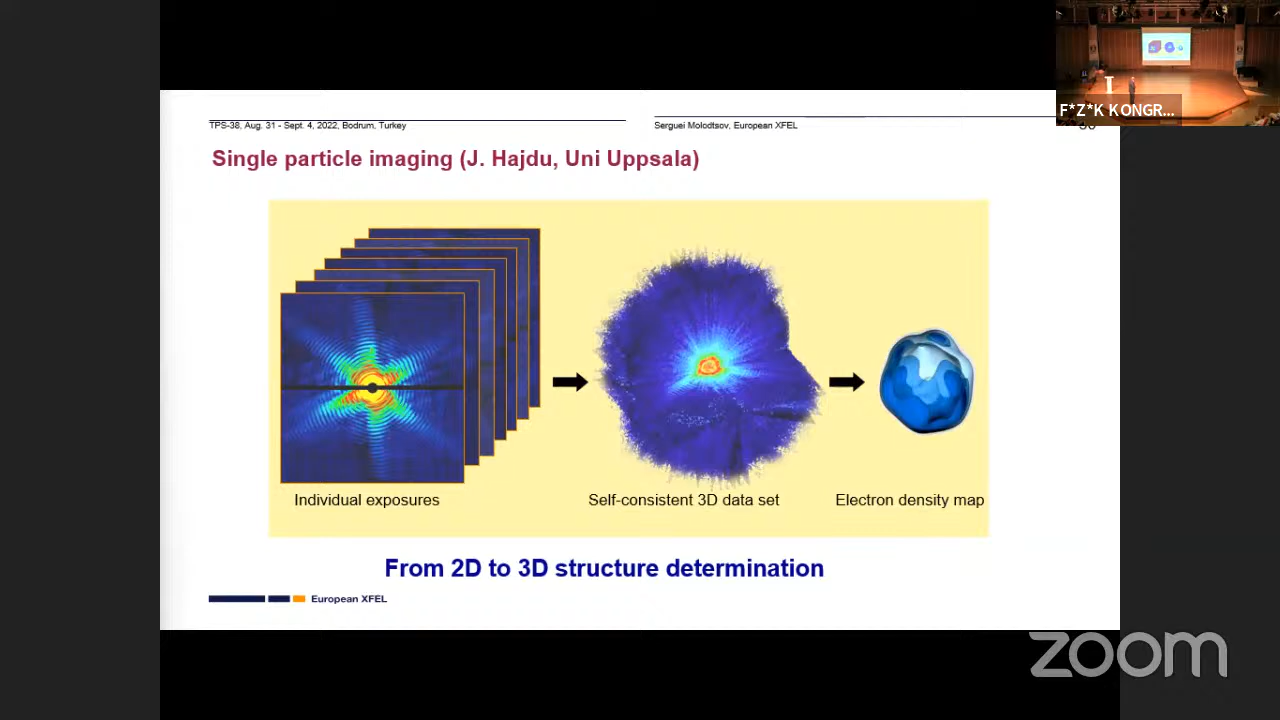 F*Z*K KONGR...
TPS-38, Aug. 31 - Sept. 4, 2022, Bodrum, Turkey
Serguei Molodtsov, European XFEL
Single particle imaging (J. Hajdu, Uni Uppsala)
Individual exposures
Self-consistent 3D data set
Electron density map
From 2D to 3D structure determination
European XFEL
zoom